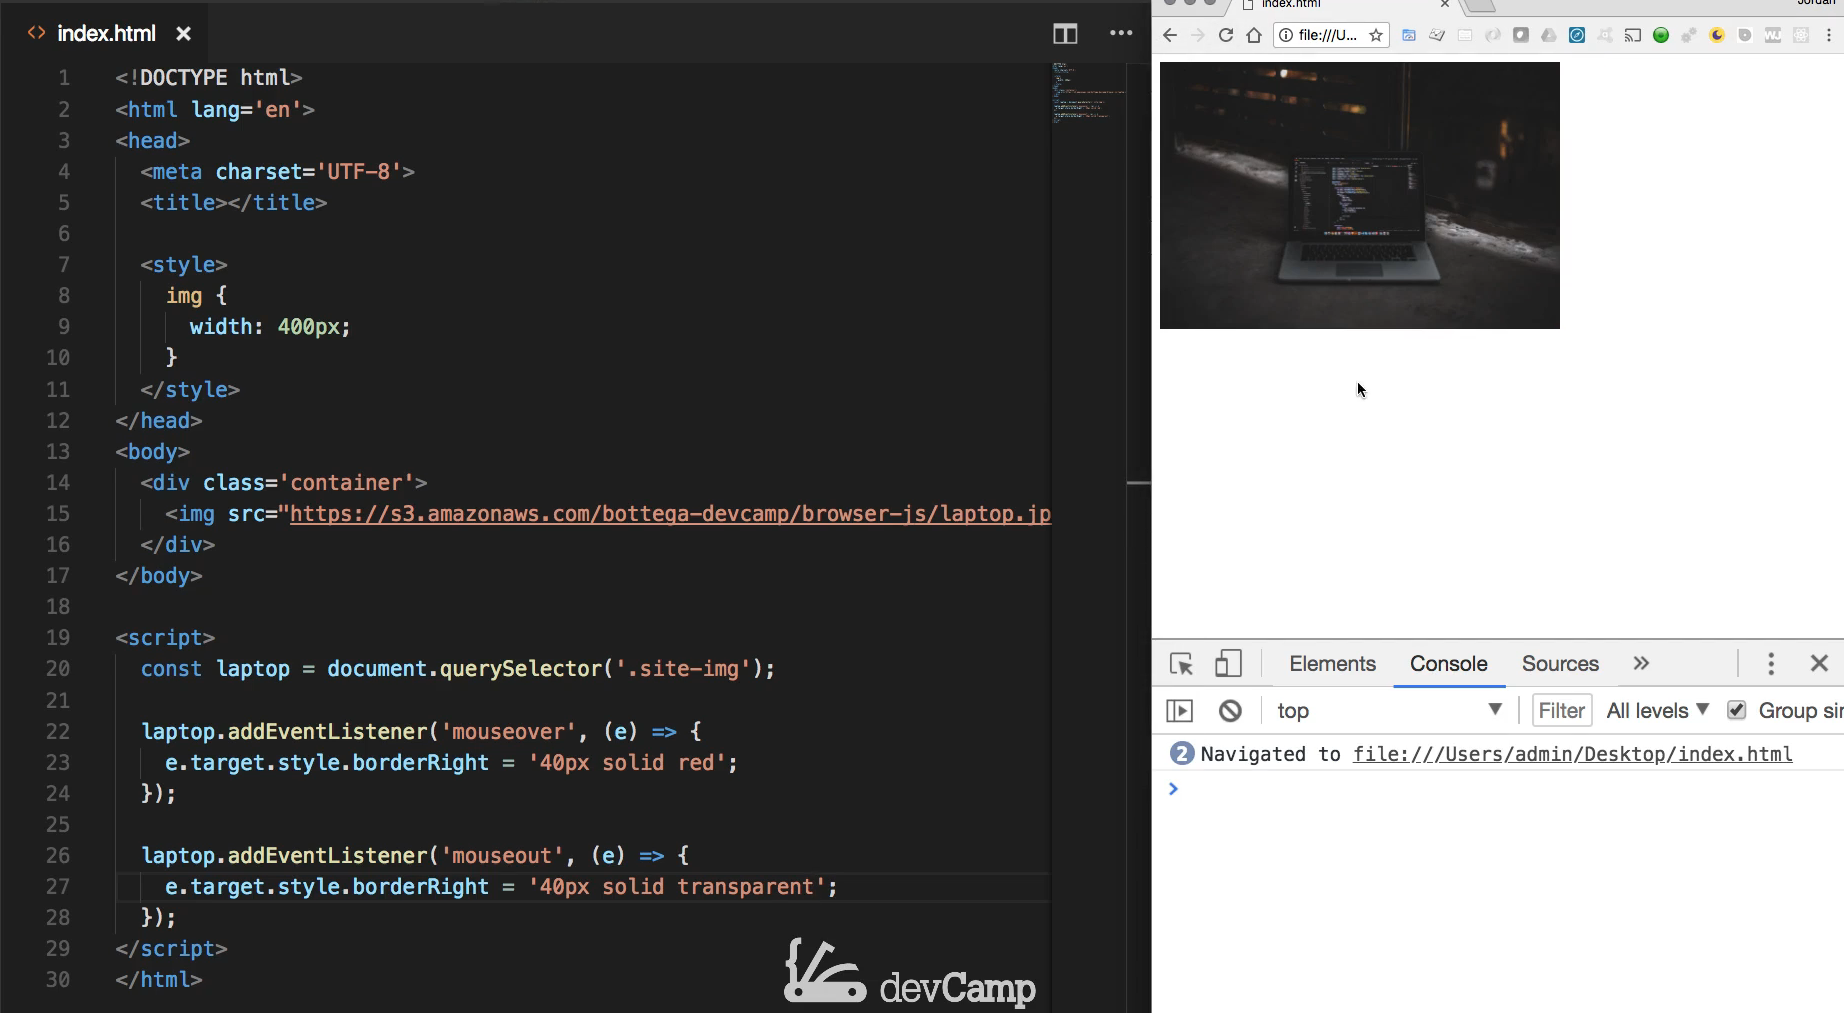 index.html
1 <!DOCTYPE html>
2 <html lang='en'>
3 <head>
4 <meta charset='UTF-8'>
5 <title></title>
6
7 <style>
8 img {
9 width: 400px;
10 }
11 </style>
12 </head>
13 <body>
14 <div class='container'>
15 <img src="https://s3.amazonaws.com/bottega-devcamp/browser-js/laptop.jp
16 </div>
17 </body>
18
19 <script>
20 const laptop = document.querySelector('.site-img');
21
22 laptop.addEventListener('mouseover', (e) => {
23 e.target.style.borderRight = '40px solid red';
24 });
25
26 laptop.addEventListener('mouseout', (e) => {
27 e.target.style.borderRight = '40px solid transparent';
28 });
29 </script>
30 </html>
devCamp
index.html
Jordan
file:///U...
Elements Console Sources »
top Filter All levels Group sim
2 Navigated to file:///Users/admin/Desktop/index.html